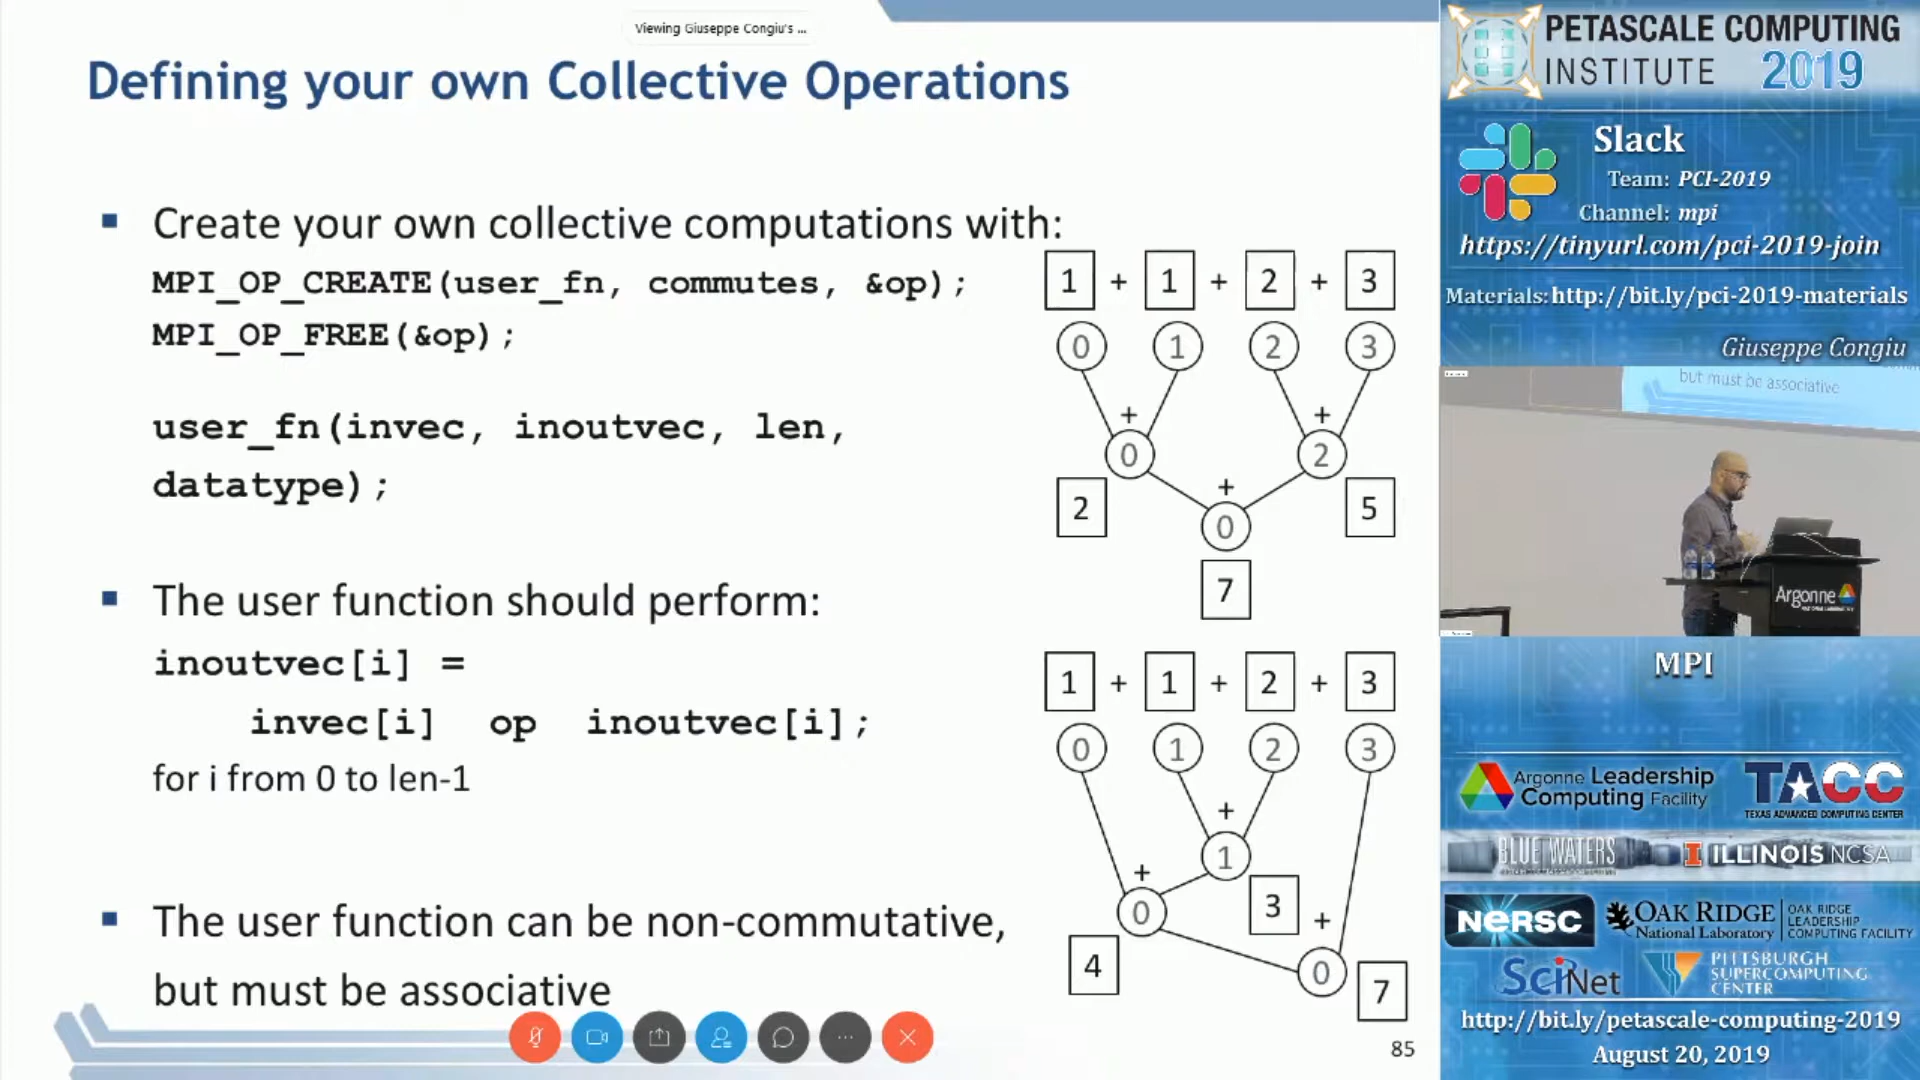 Viewing Giuseppe Congiu's ...
Defining your own Collective Operations
▪ Create your own collective computations with:
MPI_OP_CREATE(user_fn, commutes, &op);
MPI_OP_FREE(&op);
user_fn(invec, inoutvec, len,
datatype);
▪ The user function should perform:
inoutvec[i] =
invec[i] op inoutvec[i];
for i from 0 to len-1
▪ The user function can be non-commutative,
but must be associative
1 + 1 + 2 + 3
0 1 2 3
+ +
0 2
2 + 5
0
7
1 + 1 + 2 + 3
0 1 2 3
+
1
+
0 3 +
4 0 7
85
PETASCALE COMPUTING
INSTITUTE 2019
Slack
Team: PCI-2019
Channel: mpi
https://tinyurl.com/pci-2019-join
Materials: http://bit.ly/pci-2019-materials
Giuseppe Congiu
but must be associative
Argonne
NATIONAL LABORATORY
MPI
Argonne Leadership
Computing Facility
TACC
TEXAS ADVANCED COMPUTING CENTER
BLUE WATERS
I ILLINOIS NCSA
NERSC
OAK RIDGE
National Laboratory
OAK RIDGE
LEADERSHIP
COMPUTING FACILITY
SciNet
PITTSBURGH
SUPERCOMPUTING
CENTER
http://bit.ly/petascale-computing-2019
August 20, 2019